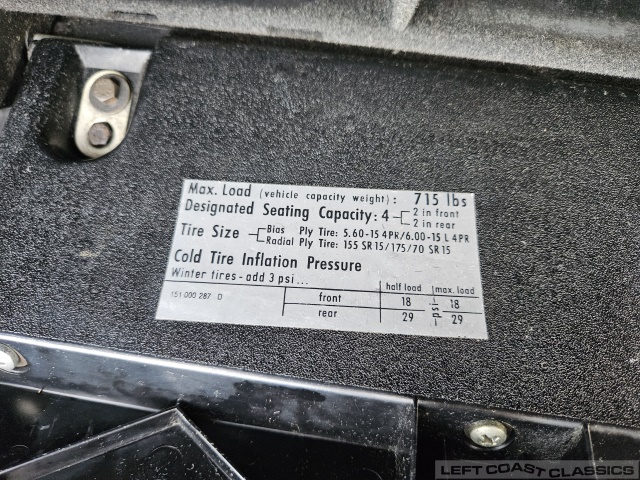 Max. Load (vehicle capacity weight): 715 lbs
Designated Seating Capacity: 4 2 in front
2 in rear
Tire Size Bias Ply Tire: 5.60-15 4PR/6.00-15 L 4PR
Radial Ply Tire: 155 SR 15/175/70 SR 15
Cold Tire Inflation Pressure
Winter tires-add 3 psi...
half load max. load
151 000 287 D front 18 psi 18
rear 29 29
LEFT COAST CLASSICS